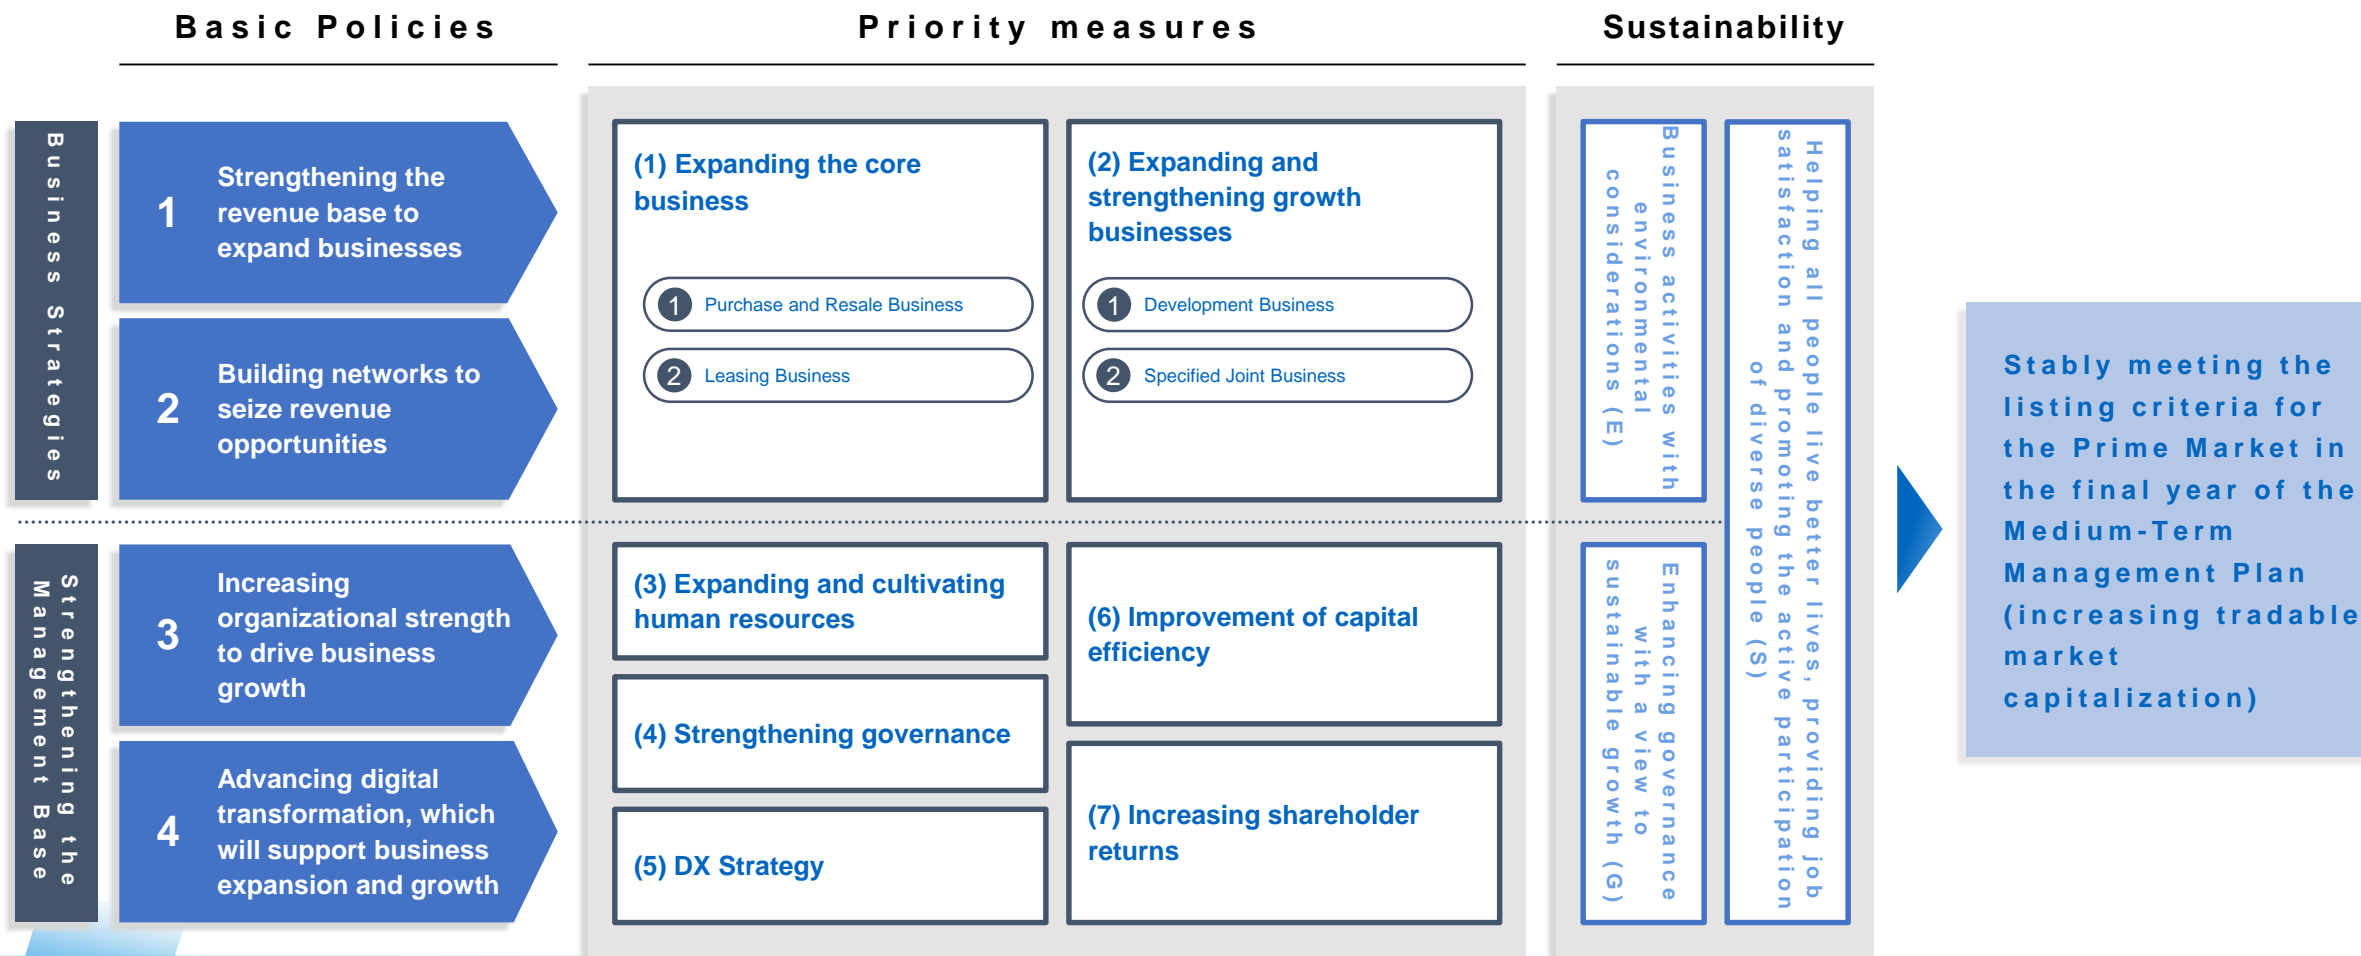 Basic Policies
Priority measures
Sustainability
Business Strategies
1
Strengthening the
revenue base to
expand businesses
2
Building networks to
seize revenue
opportunities
(1) Expanding the core
business
1 Purchase and Resale Business
2 Leasing Business
(2) Expanding and
strengthening growth
businesses
1 Development Business
2 Specified Joint Business
Business activities with
environmental
considerations (E)
Helping all people live better lives, providing job
satisfaction and promoting the active participation
of diverse people (S)
Strengthening the
Management Base
3
Increasing
organizational strength
to drive business
growth
4
Advancing digital
transformation, which
will support business
expansion and growth
(3) Expanding and cultivating
human resources
(4) Strengthening governance
(5) DX Strategy
(6) Improvement of capital
efficiency
(7) Increasing shareholder
returns
Enhancing governance
with a view to
sustainable growth (G)
Stably meeting the
listing criteria for
the Prime Market in
the final year of the
Medium-Term
Management Plan
(increasing tradable
market
capitalization)